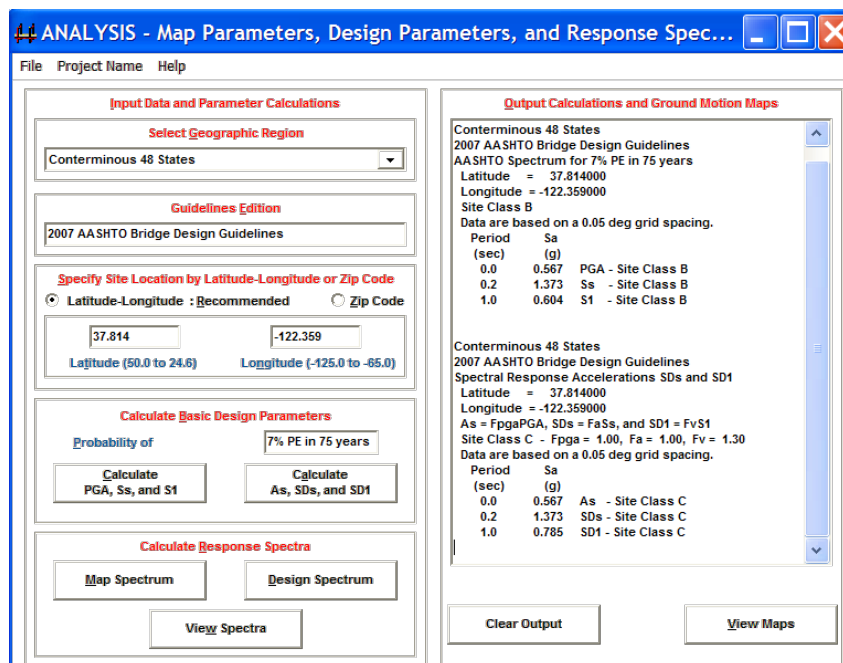 ANALYSIS - Map Parameters, Design Parameters, and Response Spec...
File Project Name Help
Input Data and Parameter Calculations
Select Geographic Region
Conterminous 48 States
Guidelines Edition
2007 AASHTO Bridge Design Guidelines
Specify Site Location by Latitude-Longitude or Zip Code
Latitude-Longitude : Recommended Zip Code
37.814 -122.359
Latitude (50.0 to 24.6) Longitude (-125.0 to -65.0)
Calculate Basic Design Parameters
Probability of 7% PE in 75 years
Calculate
PGA, Ss, and S1
Calculate
As, SDs, and SD1
Calculate Response Spectra
Map Spectrum Design Spectrum
View Spectra
Output Calculations and Ground Motion Maps
Conterminous 48 States
2007 AASHTO Bridge Design Guidelines
AASHTO Spectrum for 7% PE in 75 years
Latitude = 37.814000
Longitude = -122.359000
Site Class B
Data are based on a 0.05 deg grid spacing.
Period Sa
(sec) (g)
0.0 0.567 PGA - Site Class B
0.2 1.373 Ss - Site Class B
1.0 0.604 S1 - Site Class B
Conterminous 48 States
2007 AASHTO Bridge Design Guidelines
Spectral Response Accelerations SDs and SD1
Latitude = 37.814000
Longitude = -122.359000
As = FpgaPGA, SDs = FaSs, and SD1 = FvS1
Site Class C - Fpga = 1.00, Fa = 1.00, Fv = 1.30
Data are based on a 0.05 deg grid spacing.
Period Sa
(sec) (g)
0.0 0.567 As - Site Class C
0.2 1.373 SDs - Site Class C
1.0 0.785 SD1 - Site Class C
Clear Output View Maps